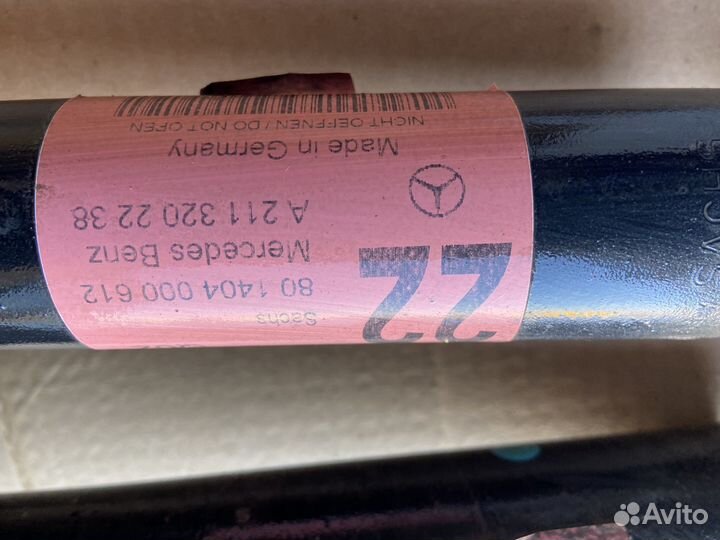 Sachs
80 1404 000 612
Mercedes Benz
A 211 320 22 38
22
Made in Germany
NICHT OEFFNEN / DO NOT OPEN
Avito